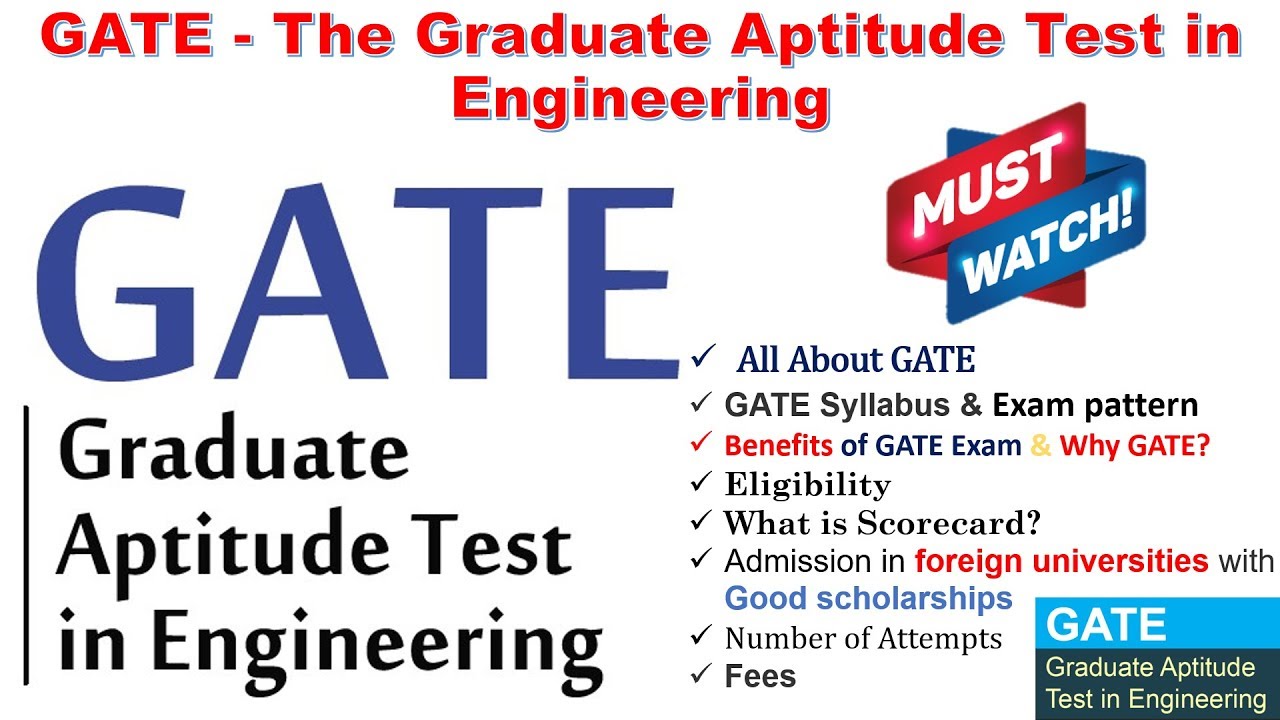 GATE - The Graduate Aptitude Test in
Engineering
GATE
Graduate
Aptitude Test
in Engineering
MUST
WATCH!
✓ All About GATE
✓ GATE Syllabus & Exam pattern
✓ Benefits of GATE Exam & Why GATE?
✓ Eligibility
✓ What is Scorecard?
✓ Admission in foreign universities with
Good scholarships
✓ Number of Attempts
✓ Fees
GATE
Graduate Aptitude
Test in Engineering